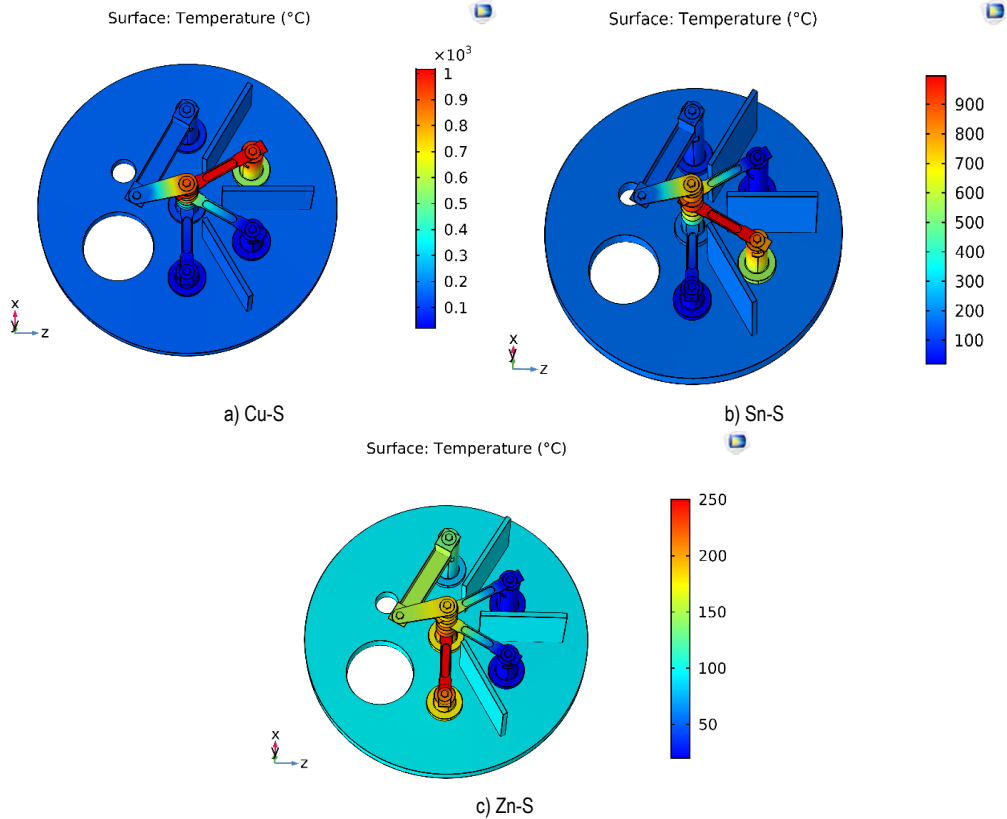 Surface: Temperature (°C)
×10³
1
0.9
0.8
0.7
0.6
0.5
0.4
0.3
0.2
0.1
x
y
z
a) Cu-S
Surface: Temperature (°C)
900
800
700
600
500
400
300
200
100
x
y
z
b) Sn-S
Surface: Temperature (°C)
250
200
150
100
50
x
y
z
c) Zn-S